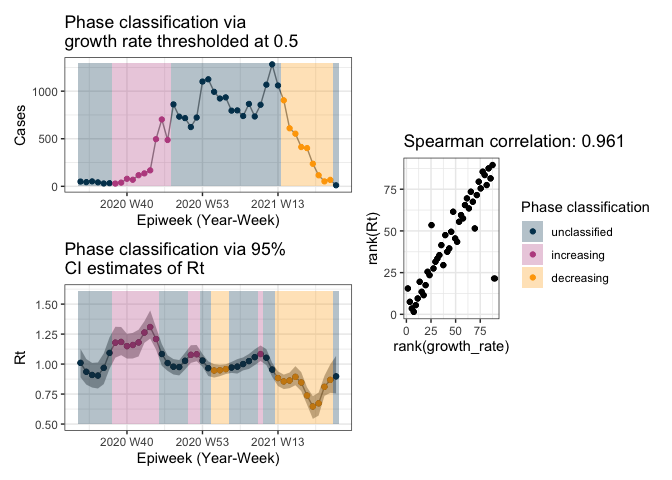 Phase classification via
growth rate thresholded at 0.5
1000
500
0
Cases
2020 W40
2020 W53
2021 W13
Epiweek (Year-Week)
Phase classification via 95%
CI estimates of Rt
1.50
1.25
1.00
0.75
0.50
Rt
2020 W40
2020 W53
2021 W13
Epiweek (Year-Week)
Spearman correlation: 0.961
75
50
25
0
rank(Rt)
0
25
50
75
rank(growth_rate)
Phase classification
unclassified
increasing
decreasing